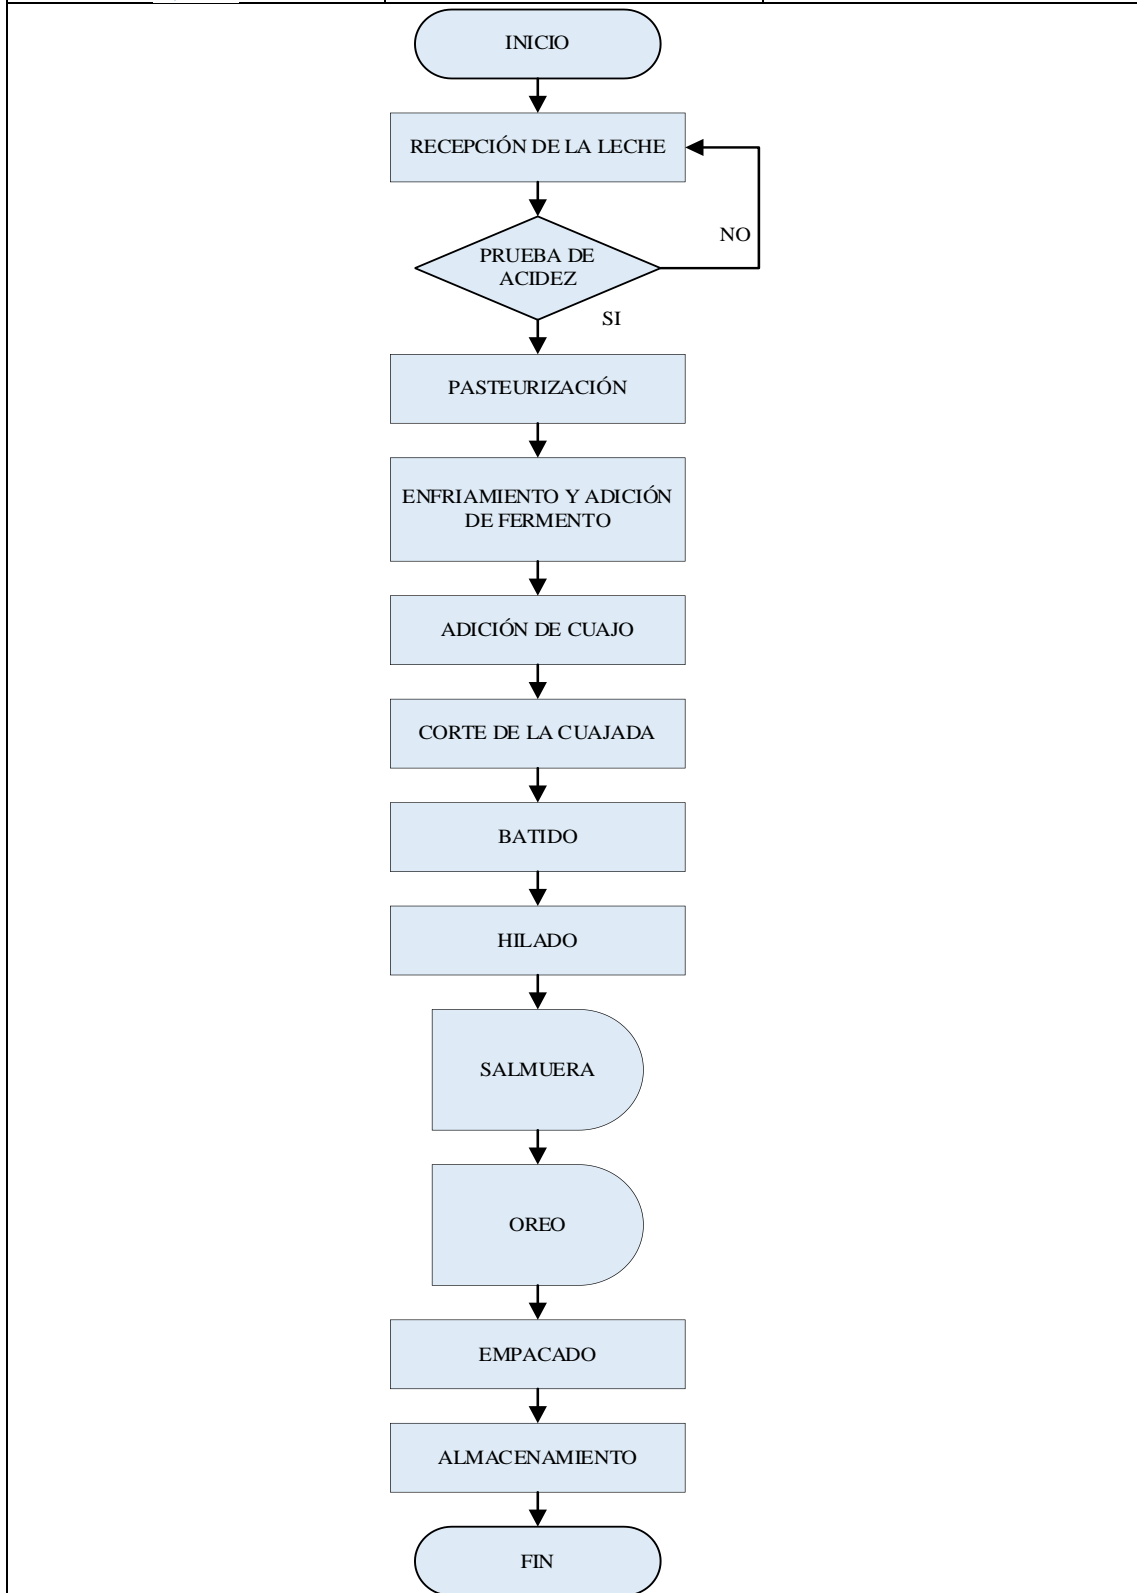 INICIO
RECEPCIÓN DE LA LECHE
NO
PRUEBA DE
ACIDEZ
SI
PASTEURIZACIÓN
ENFRIAMIENTO Y ADICIÓN
DE FERMENTO
ADICIÓN DE CUAJO
CORTE DE LA CUAJADA
BATIDO
HILADO
SALMUERA
OREO
EMPACADO
ALMACENAMIENTO
FIN